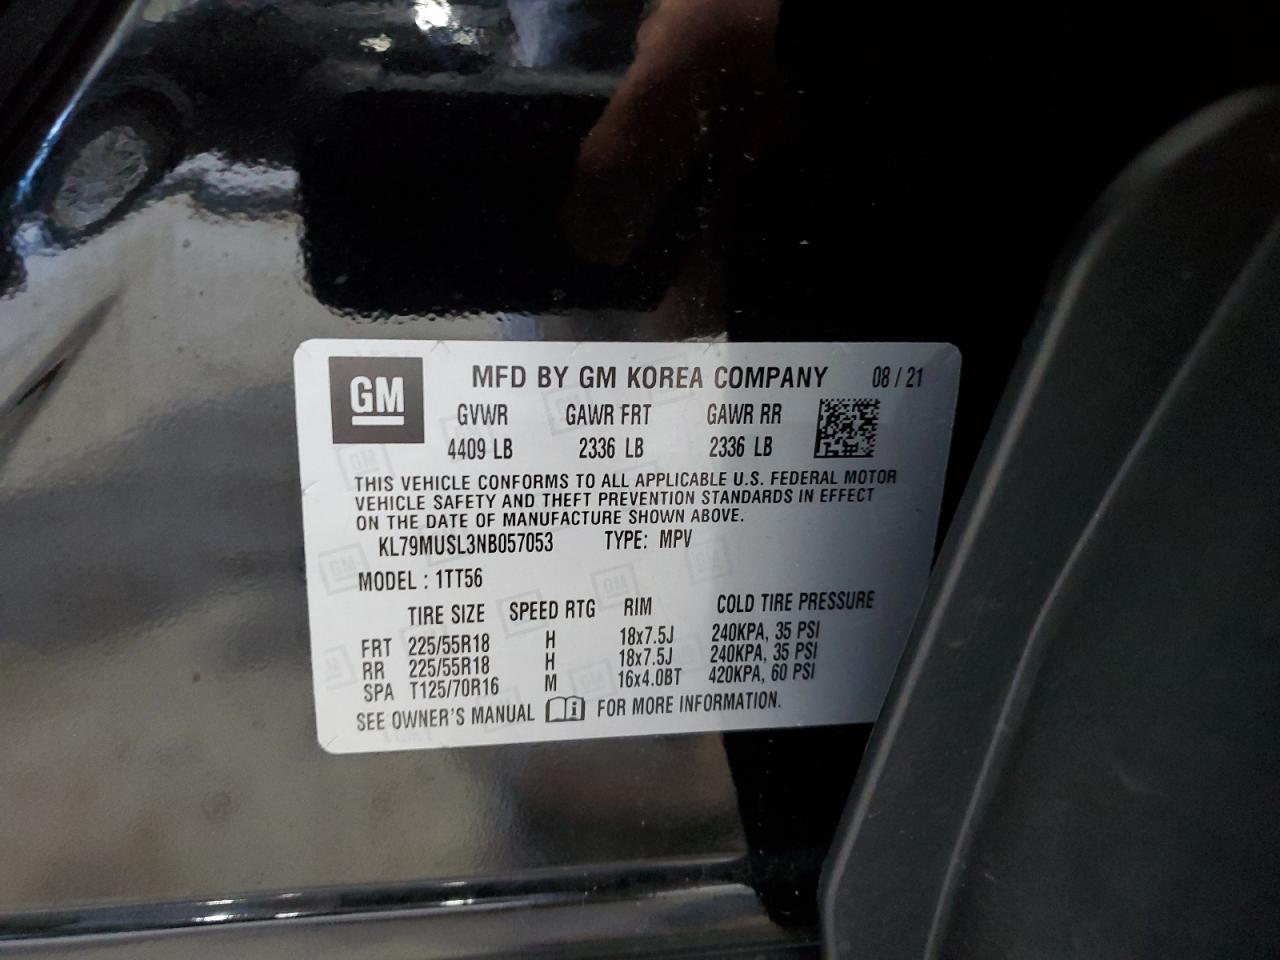 GM MFD BY GM KOREA COMPANY 08 / 21
GVWR GAWR FRT GAWR RR
4409 LB 2336 LB 2336 LB
THIS VEHICLE CONFORMS TO ALL APPLICABLE U.S. FEDERAL MOTOR
VEHICLE SAFETY AND THEFT PREVENTION STANDARDS IN EFFECT
ON THE DATE OF MANUFACTURE SHOWN ABOVE.
KL79MUSL3NB057053 TYPE: MPV
MODEL : 1TT56
TIRE SIZE SPEED RTG RIM COLD TIRE PRESSURE
FRT 225/55R18 H 18x7.5J 240KPA, 35 PSI
RR 225/55R18 H 18x7.5J 240KPA, 35 PSI
SPA T125/70R16 M 16x4.0BT 420KPA, 60 PSI
SEE OWNER'S MANUAL FOR MORE INFORMATION.